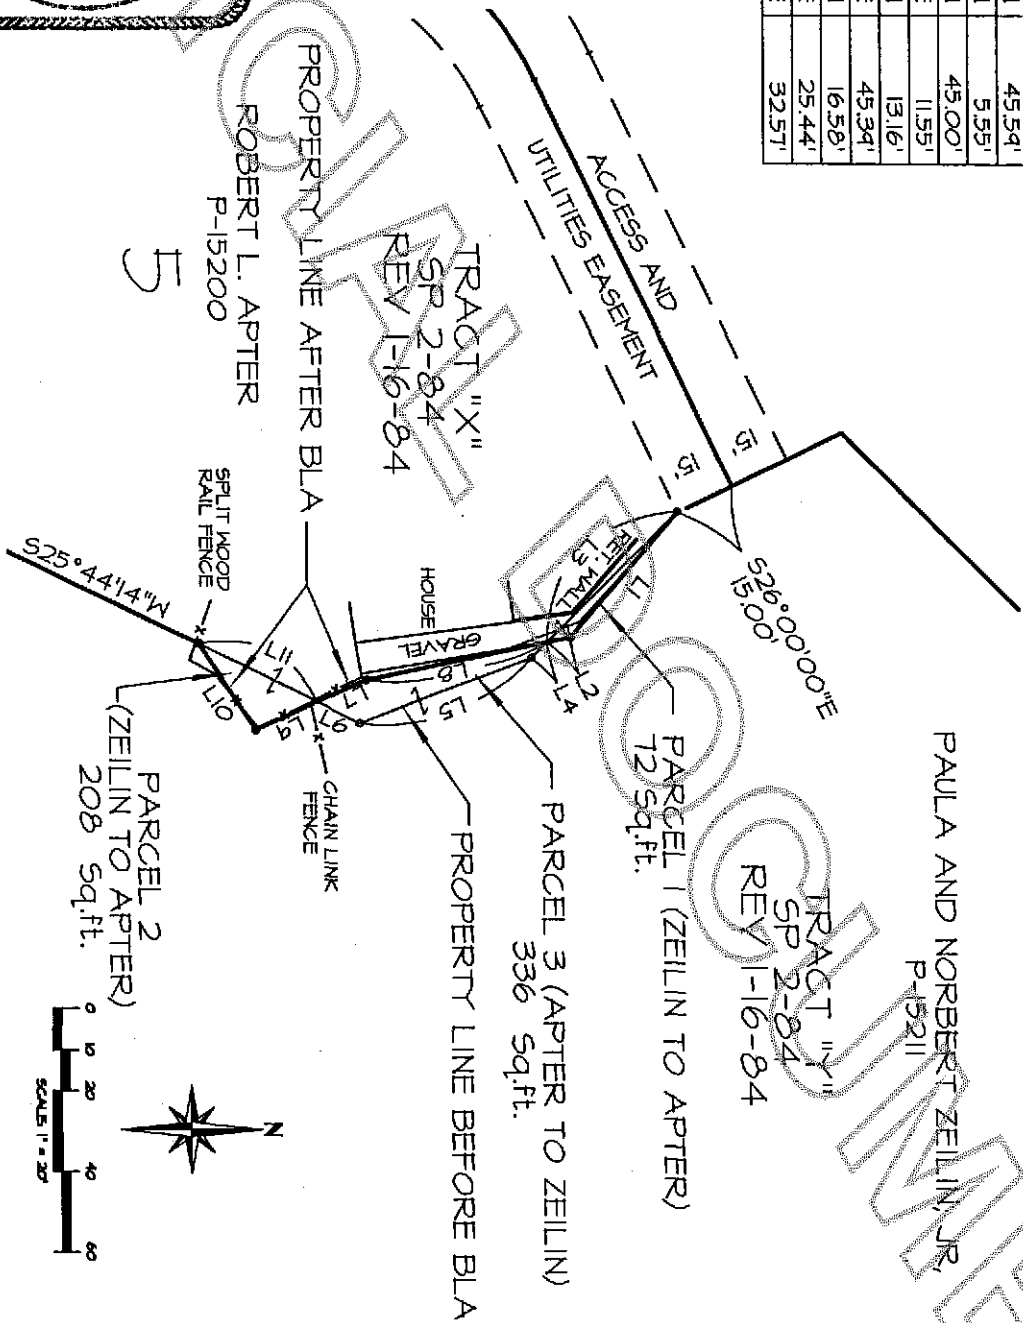 45.59'
5.55'
45.00'
11.55'
13.16'
45.39'
16.58'
25.44'
32.57'
ACCESS AND
UTILITIES EASEMENT
15'
15'
S26°00'00"E
15.00'
PAULA AND NORBERT ZEILIN, JR.
P-15211
TRACT "Y"
SP 2-84
REV 1-16-84
TRACT "X"
SP 2-84
REV 1-16-84
PROPERTY LINE AFTER BLA
ROBERT L. APTER
P-15200
5
L1
RET. WALL
L3
L2
L4
HOUSE
GRAVEL
L8
L5
L7
L6
L9
L11
L10
SPLIT WOOD
RAIL FENCE
S25°44'14"W
CHAIN LINK
FENCE
PARCEL 1 (ZEILIN TO APTER)
72 Sq.ft.
PARCEL 3 (APTER TO ZEILIN)
336 Sq.ft.
PROPERTY LINE BEFORE BLA
PARCEL 2
(ZEILIN TO APTER)
208 Sq.ft.
N
0 10 20 40 60
SCALE 1" = 20'